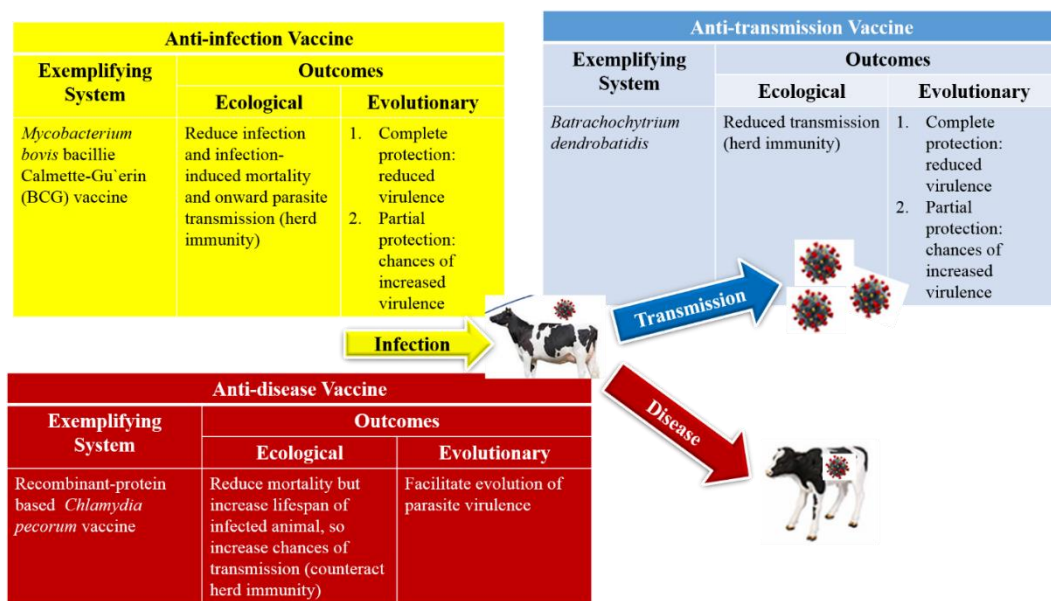 Anti-infection Vaccine
Exemplifying
System
Outcomes
Ecological
Evolutionary
Mycobacterium
bovis bacillie
Calmette-Gu`erin
(BCG) vaccine
Reduce infection
and infection-
induced mortality
and onward parasite
transmission (herd
immunity)
1. Complete
protection:
reduced
virulence
2. Partial
protection:
chances of
increased
virulence
Anti-transmission Vaccine
Exemplifying
System
Outcomes
Ecological
Evolutionary
Batrachochytrium
dendrobatidis
Reduced transmission
(herd immunity)
1. Complete
protection:
reduced
virulence
2. Partial
protection:
chances of
increased
virulence
Infection
Transmission
Disease
Anti-disease Vaccine
Exemplifying
System
Outcomes
Ecological
Evolutionary
Recombinant-protein
based Chlamydia
pecorum vaccine
Reduce mortality but
increase lifespan of
infected animal, so
increase chances of
transmission (counteract
herd immunity)
Facilitate evolution of
parasite virulence